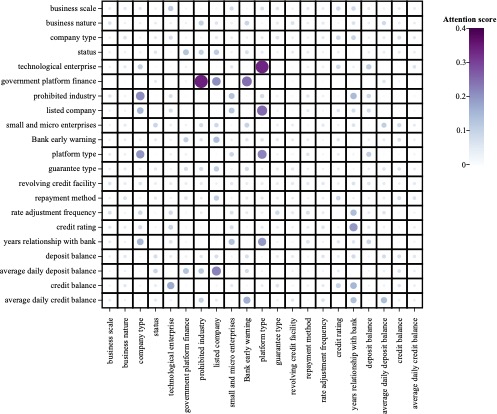 Attention score
0.4
0.3
0.2
0.1
0
business scale
business nature
company type
status
technological enterprise
government platform finance
prohibited industry
listed company
small and micro enterprises
Bank early warning
platform type
guarantee type
revolving credit facility
repayment method
rate adjustment frequency
credit rating
years relationship with bank
deposit balance
average daily deposit balance
credit balance
average daily credit balance
business scale
business nature
company type
status
technological enterprise
government platform finance
prohibited industry
listed company
small and micro enterprises
Bank early warning
platform type
guarantee type
revolving credit facility
repayment method
rate adjustment frequency
credit rating
years relationship with bank
deposit balance
average daily deposit balance
credit balance
average daily credit balance